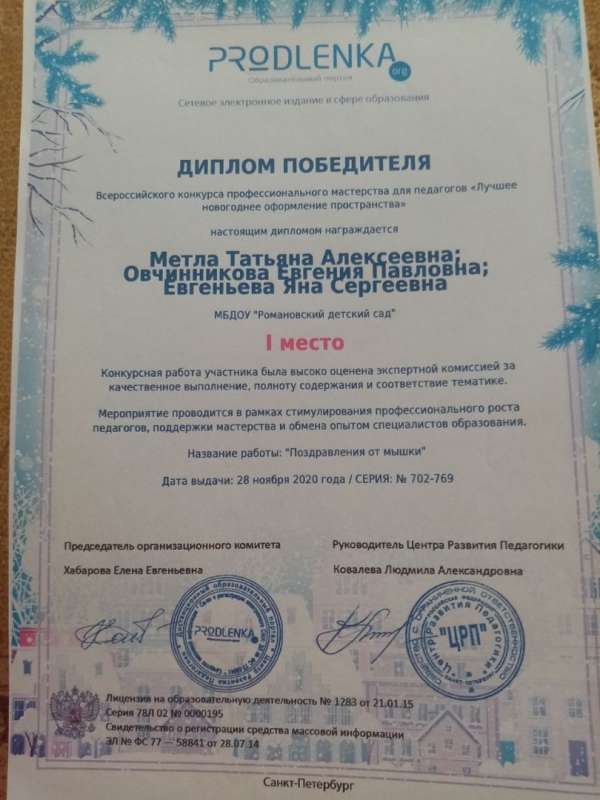 PRODLENKA
.org
Образовательный портал
Сетевое электронное издание в сфере образования
ДИПЛОМ ПОБЕДИТЕЛЯ
Всероссийского конкурса профессионального мастерства для педагогов «Лучшее
новогоднее оформление пространства»
настоящим дипломом награждается
Метла Татьяна Алексеевна;
Овчинникова Евгения Павловна;
Евгеньева Яна Сергеевна
МБДОУ "Романовский детский сад"
I место
Конкурсная работа участника была высоко оценена экспертной комиссией за
качественное выполнение, полноту содержания и соответствие тематике.
Мероприятие проводится в рамках стимулирования профессионального роста
педагогов, поддержки мастерства и обмена опытом специалистов образования.
Название работы: "Поздравления от мышки"
Дата выдачи: 28 ноября 2020 года / СЕРИЯ: № 702-769
Председатель организационного комитета
Хабарова Елена Евгеньевна
Руководитель Центра Развития Педагогики
Ковалева Людмила Александровна
PRODLENKA
"ЦРП"
Центр Развития Педагогики
Лицензия на образовательную деятельность № 1283 от 21.01.15
Серия 78Л 02 № 0000195
Свидетельство о регистрации средства массовой информации
ЭЛ № ФС 77 — 58841 от 28.07.14
Санкт-Петербург